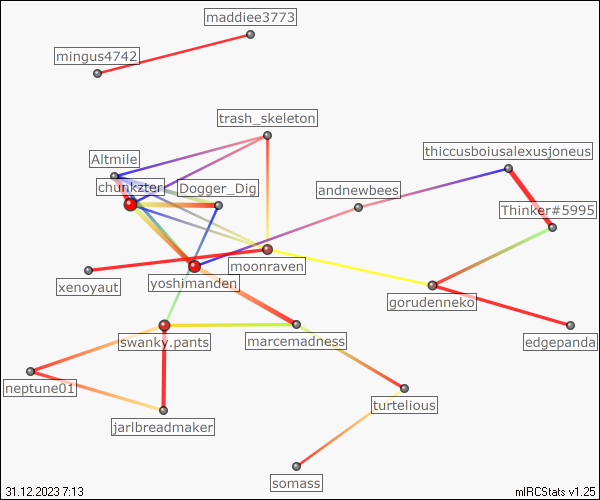 maddiee3773
mingus4742
trash_skeleton
thiccusboiusalexusjoneus
Altmile
chunkzter
Dogger_Dig
andnewbees
Thinker#5995
moonraven
xenoyaut
yoshimanden
gorudenneko
swanky.pants
marcemadness
edgepanda
neptune01
turtelious
jarlbreadmaker
somass
31.12.2023 7:13
mIRCStats v1.25